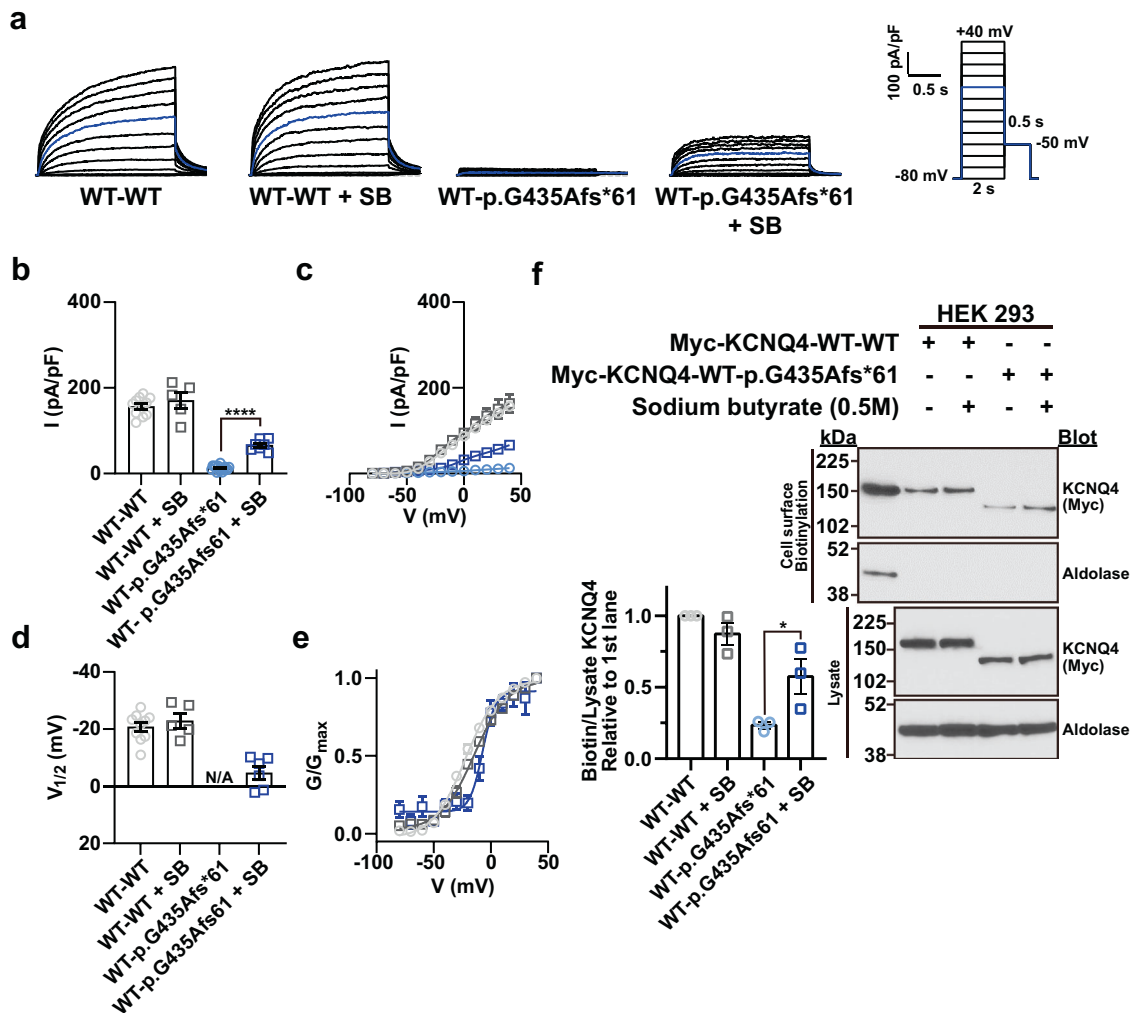 a
100 pA/pF
0.5 s
+40 mV
0.5 s
-50 mV
-80 mV
2 s
WT-WT
WT-WT + SB
WT-p.G435Afs*61
WT-p.G435Afs*61
+ SB
b
I (pA/pF)
400
200
0
****
WT-WT
WT-WT + SB
WT-p.G435Afs*61
WT- p.G435Afs61 + SB
c
I (pA/pF)
400
200
0
-100
-50
0
50
V (mV)
d
V1/2 (mV)
-40
-20
0
20
N/A
WT-WT
WT-WT + SB
WT-p.G435Afs*61
WT-p.G435Afs61 + SB
e
G/Gmax
1.0
0.5
0.0
-100
-50
0
50
V (mV)
f
HEK 293
Myc-KCNQ4-WT-WT + + - -
Myc-KCNQ4-WT-p.G435Afs*61 - - + +
Sodium butyrate (0.5M) - + - +
kDa
Blot
Cell surface
Biotinylation
225
150
102
KCNQ4
(Myc)
52
38
Aldolase
Lysate
225
150
102
KCNQ4
(Myc)
52
38
Aldolase
Biotin/Lysate KCNQ4
Relative to 1st lane
1.0
0.5
0.0
*
WT-WT
WT-WT + SB
WT-p.G435Afs*61
WT-p.G435Afs61 + SB